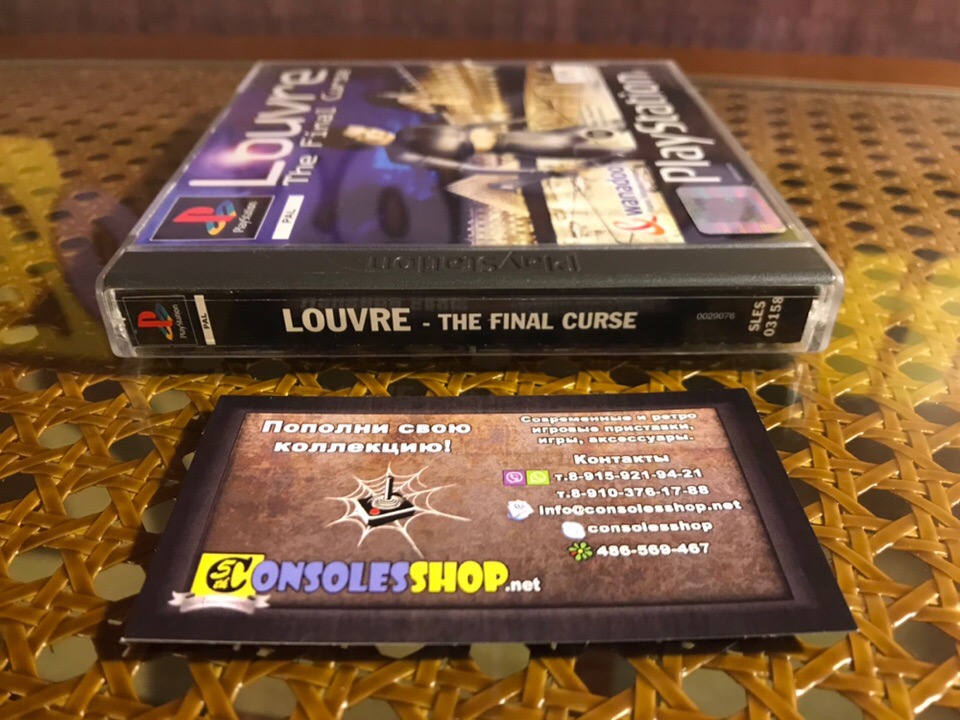 Louvre
The Final Curse
PlayStation
PAL
wanadoo
PlayStation
PlayStation
PlayStation
PAL
LOUVRE - THE FINAL CURSE
0029076
SLES
03158
Пополни свою
коллекцию!
Современные и ретро
игровые приставки,
игры, аксессуары.
Контакты
т.8-915-921-94-21
т.8-910-376-17-88
info@consolesshop.net
consolesshop
486-569-467
CONSOLESSHOP.net